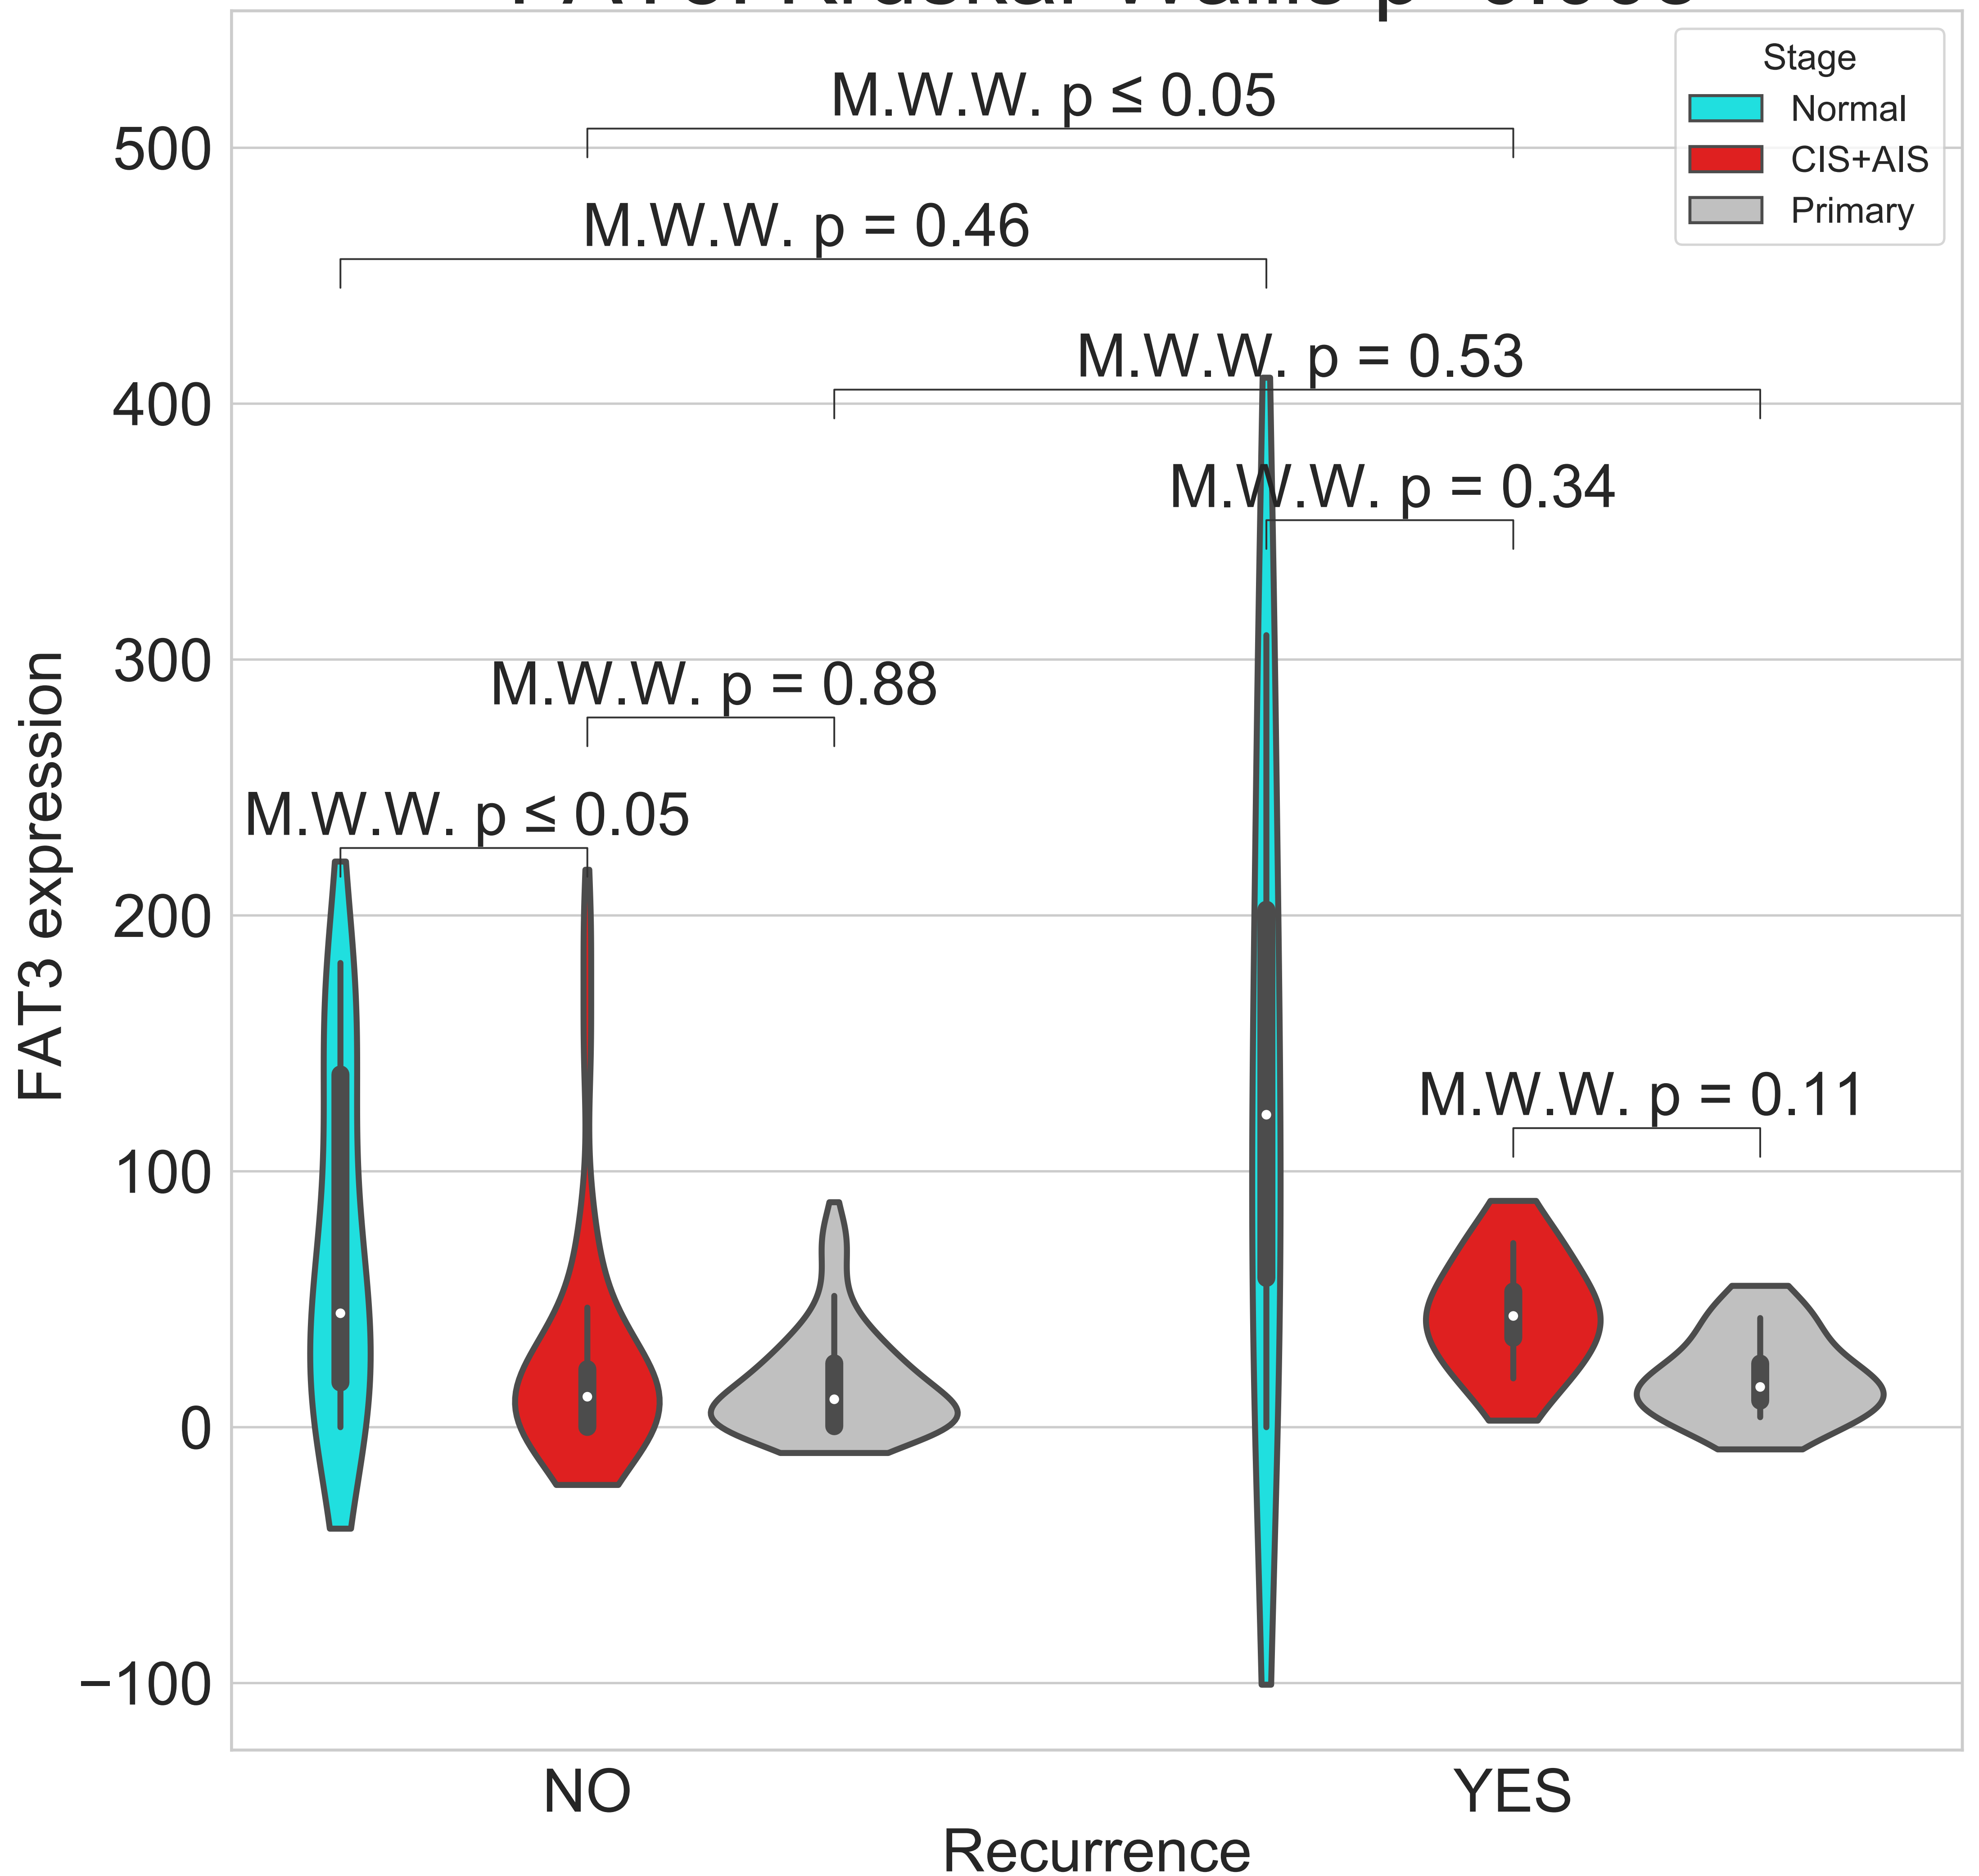 Stage
Normal
CIS+AIS
Primary
M.W.W. p ≤ 0.05
M.W.W. p = 0.46
M.W.W. p = 0.53
M.W.W. p = 0.34
M.W.W. p = 0.88
M.W.W. p ≤ 0.05
M.W.W. p = 0.11
500
400
300
200
100
0
−100
FAT3 expression
NO
YES
Recurrence